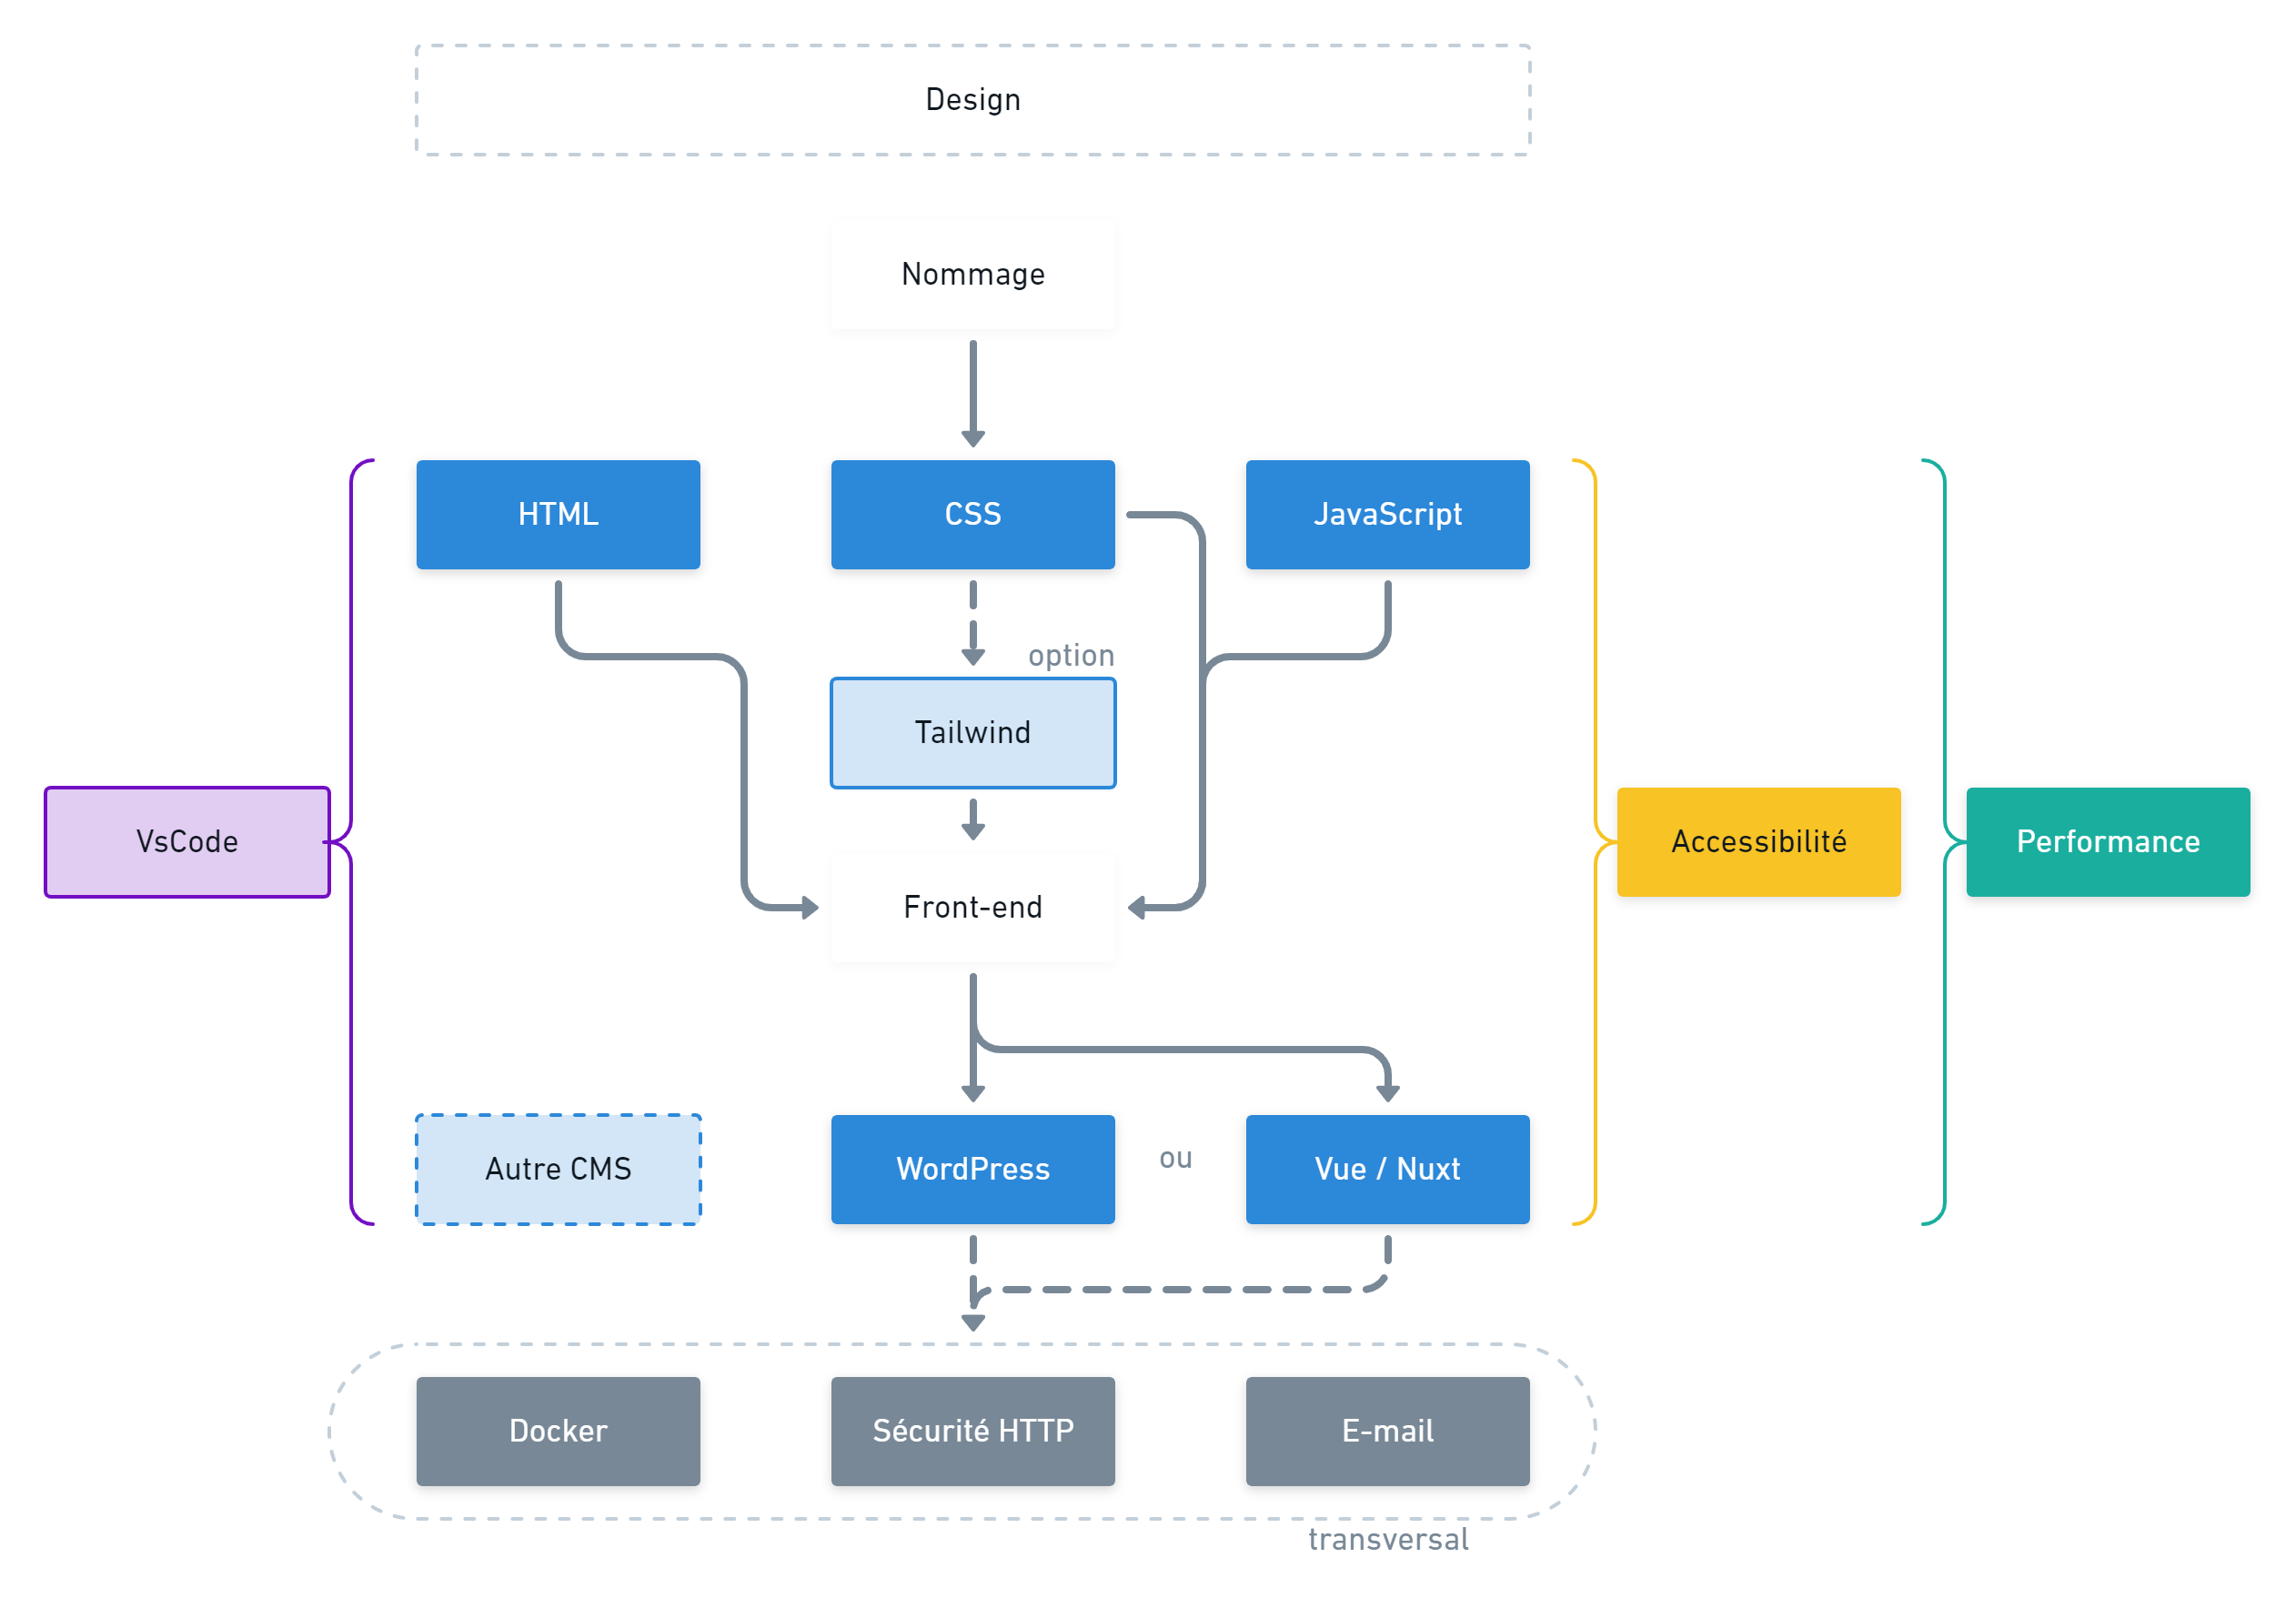 Design
Nommage
HTML
CSS
JavaScript
option
Tailwind
VsCode
Accessibilité
Performance
Front-end
Autre CMS
WordPress
ou
Vue / Nuxt
Docker
Sécurité HTTP
E-mail
transversal